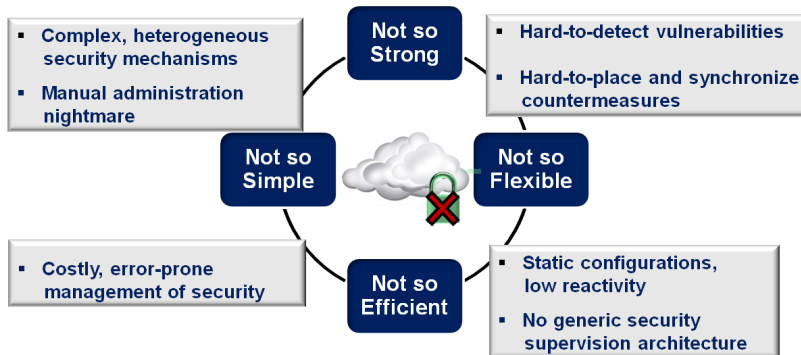 Complex, heterogeneous
security mechanisms
Manual administration
nightmare
Not so
Strong
Hard-to-detect vulnerabilities
Hard-to-place and synchronize
countermeasures
Not so
Simple
Not so
Flexible
Costly, error-prone
management of security
Not so
Efficient
Static configurations,
low reactivity
No generic security
supervision architecture